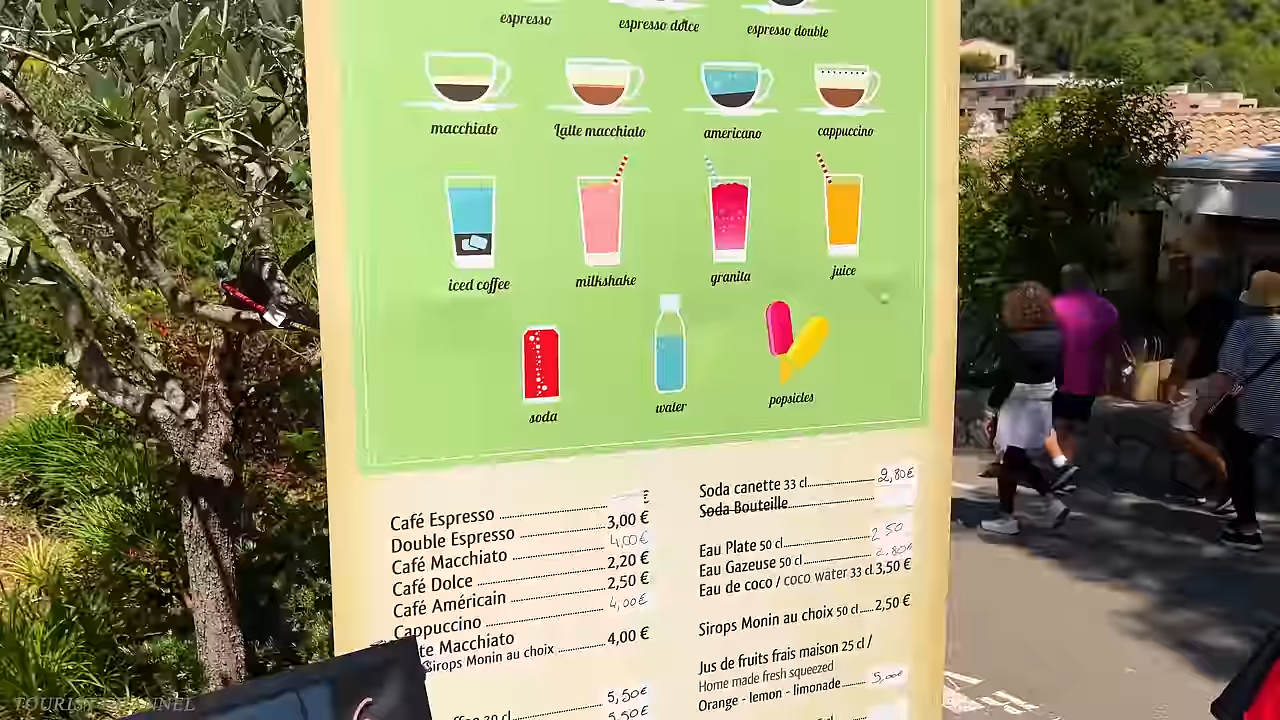 espresso espresso dolce espresso double
macchiato Latte macchiato americano cappuccino
iced coffee milkshake granita juice
soda water popsicles
Café Espresso €
Double Espresso 3,00 €
Café Macchiato 4,00 €
Café Dolce 2,20 €
Café Américain 2,50 €
Cappuccino 4,00 €
te Macchiato 4,00 €
Sirops Monin au choix
5,50 €
20 cl 5,50€
Soda canette 33 cl 2,80 €
Soda Bouteille
Eau Plate 50 cl 2 50
Eau Gazeuse 50 cl 2,80€
Eau de coco / coco water 33 cl 3,50 €
Sirops Monin au choix 50 cl 2,50 €
Jus de fruits frais maison 25 cl /
Home made fresh squeezed
Orange - lemon - limonade 5,00€
TOURIST CHANNEL